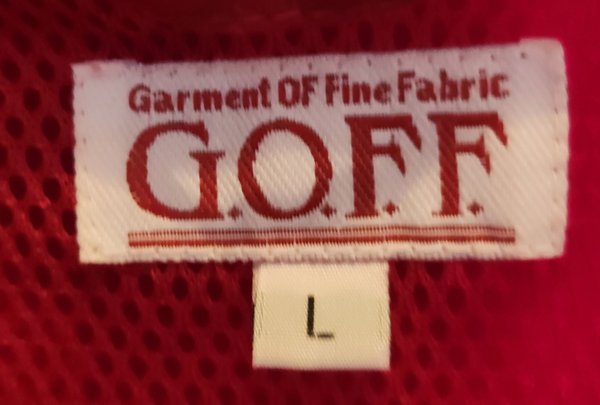 Garment OF Fine Fabric
G.O.F.F.
L